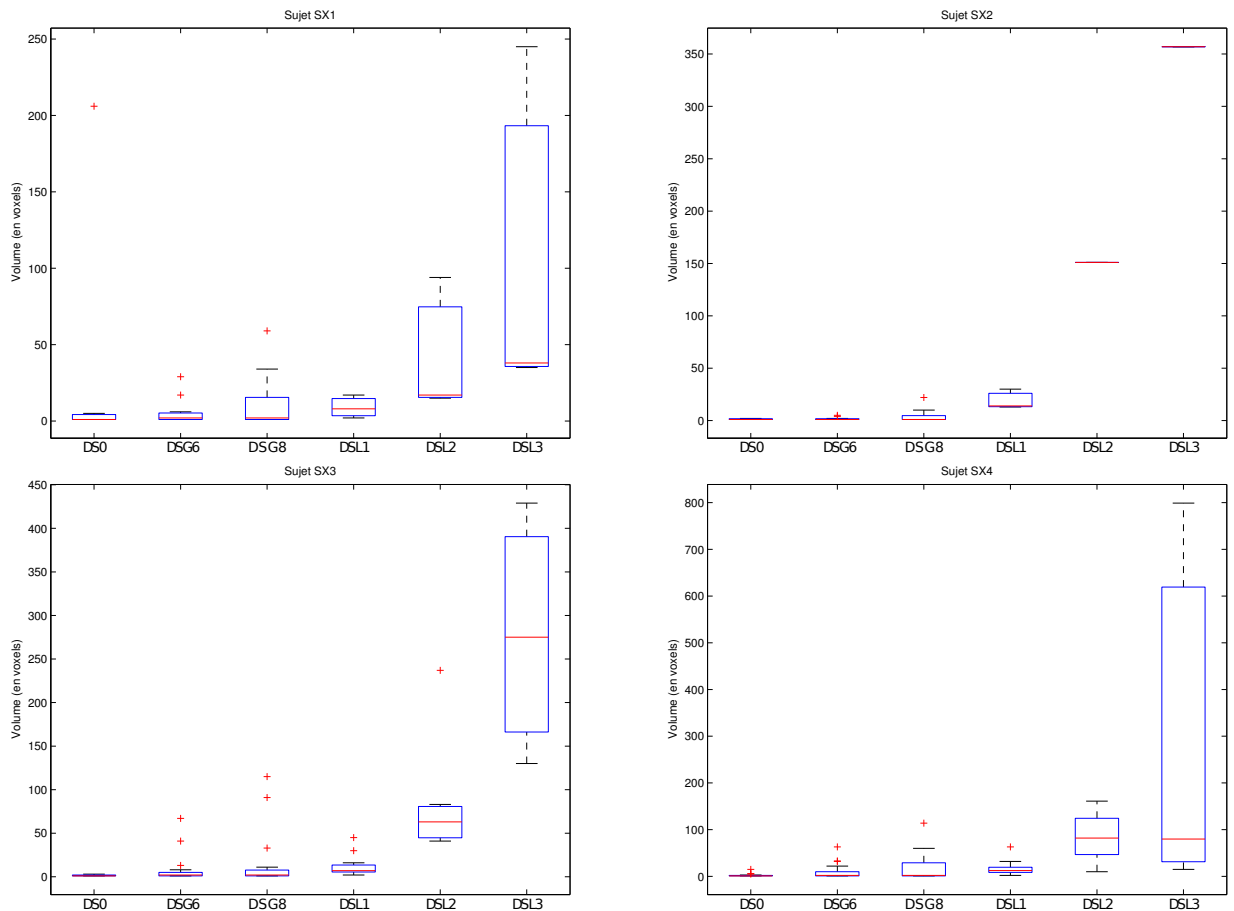 Sujet SX1
Volume (en voxels)
250
200
150
100
50
0
DS0 DSG6 DSG8 DSL1 DSL2 DSL3
Sujet SX2
Volume (en voxels)
350
300
250
200
150
100
50
0
DS0 DSG6 DSG8 DSL1 DSL2 DSL3
Sujet SX3
Volume (en voxels)
450
400
350
300
250
200
150
100
50
0
DS0 DSG6 DSG8 DSL1 DSL2 DSL3
Sujet SX4
Volume (en voxels)
800
700
600
500
400
300
200
100
0
DS0 DSG6 DSG8 DSL1 DSL2 DSL3